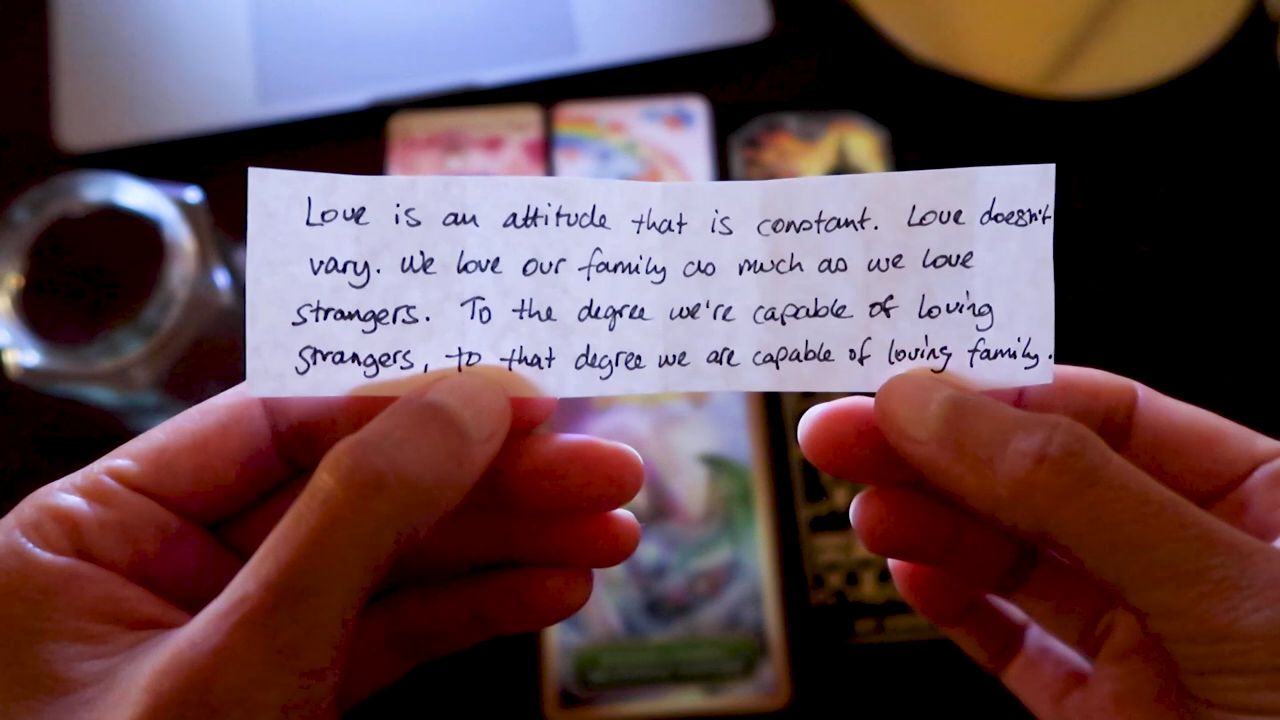 Love is an attitude that is constant. Love doesn't
vary. We love our family as much as we love
strangers. To the degree we're capable of loving
strangers, to that degree we are capable of loving family.